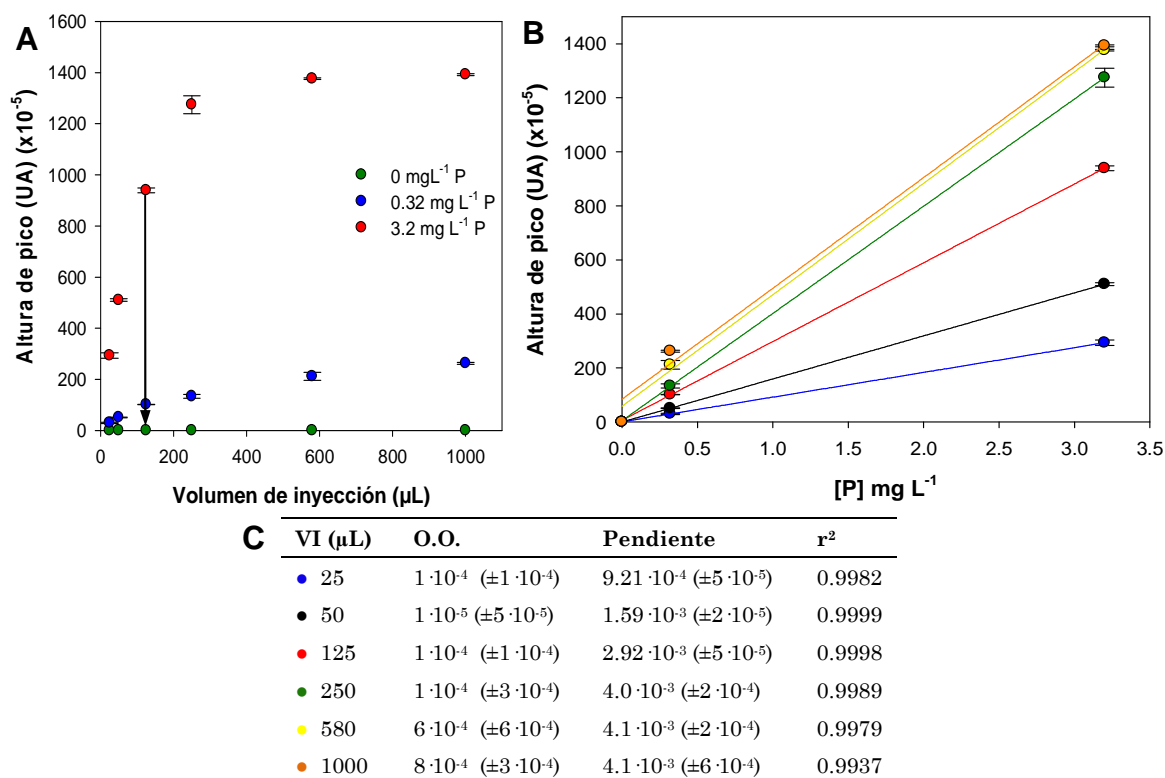 A
Altura de pico (UA) (x10⁻⁵)
1600
1400
1200
1000
800
600
400
200
0
0 mgL⁻¹ P
0.32 mg L⁻¹ P
3.2 mg L⁻¹ P
0 200 400 600 800 1000
Volumen de inyección (µL)
B
Altura de pico (UA) (x10⁻⁵)
1400
1200
1000
800
600
400
200
0
0.0 0.5 1.0 1.5 2.0 2.5 3.0 3.5
[P] mg L⁻¹
C
VI (µL) O.O. Pendiente r²
25 1·10⁻⁴ (±1·10⁻⁴) 9.21·10⁻⁴ (±5·10⁻⁵) 0.9982
50 1·10⁻⁵ (±5·10⁻⁵) 1.59·10⁻³ (±2·10⁻⁵) 0.9999
125 1·10⁻⁴ (±1·10⁻⁴) 2.92·10⁻³ (±5·10⁻⁵) 0.9998
250 1·10⁻⁴ (±3·10⁻⁴) 4.0·10⁻³ (±2·10⁻⁴) 0.9989
580 6·10⁻⁴ (±6·10⁻⁴) 4.1·10⁻³ (±2·10⁻⁴) 0.9979
1000 8·10⁻⁴ (±3·10⁻⁴) 4.1·10⁻³ (±6·10⁻⁴) 0.9937